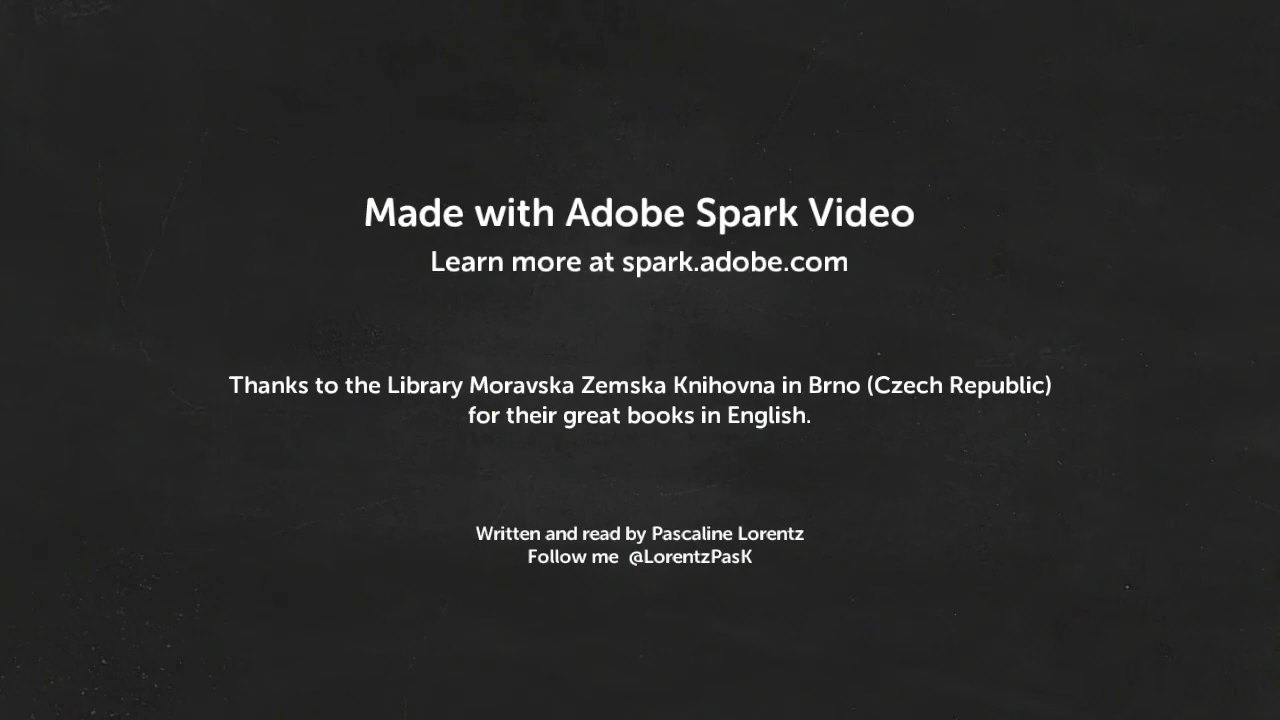 Made with Adobe Spark Video
Learn more at spark.adobe.com
Thanks to the Library Moravska Zemska Knihovna in Brno (Czech Republic)
for their great books in English.
Written and read by Pascaline Lorentz
Follow me @LorentzPasK